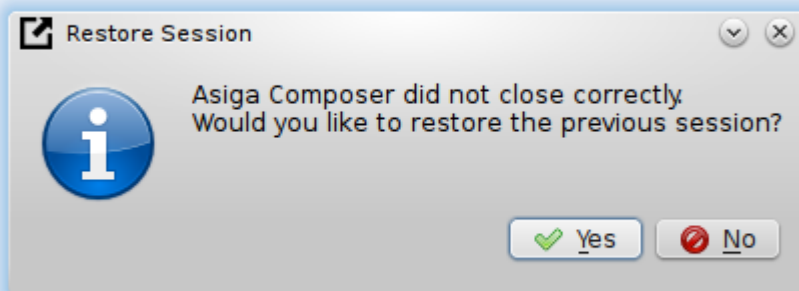 Restore Session
Asiga Composer did not close correctly.
Would you like to restore the previous session?
Yes
No